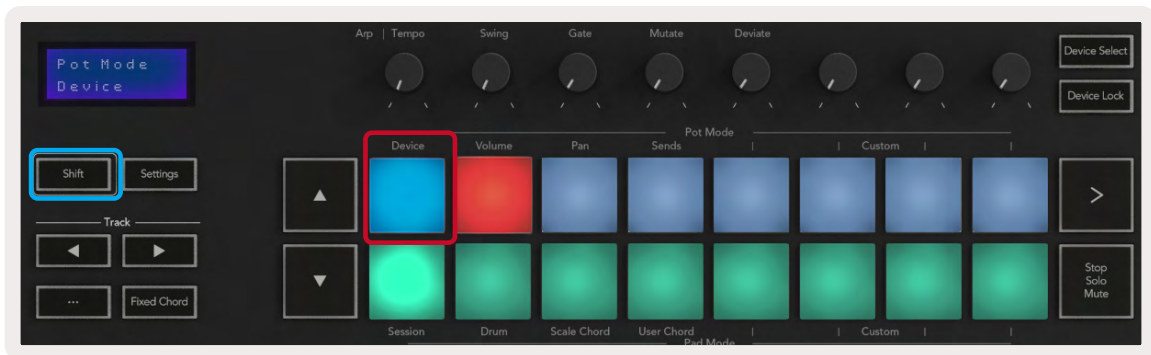 Arp | Tempo Swing Gate Mutate Deviate
Pot Mode
Device
Device Select
Device Lock
Pot Mode
Device Volume Pan Sends | | Custom | |
Shift Settings
Track
◀ ▶
... Fixed Chord
▲
▼
>
Stop
Solo
Mute
Session Drum Scale Chord User Chord | | Custom | |
Pad Mode